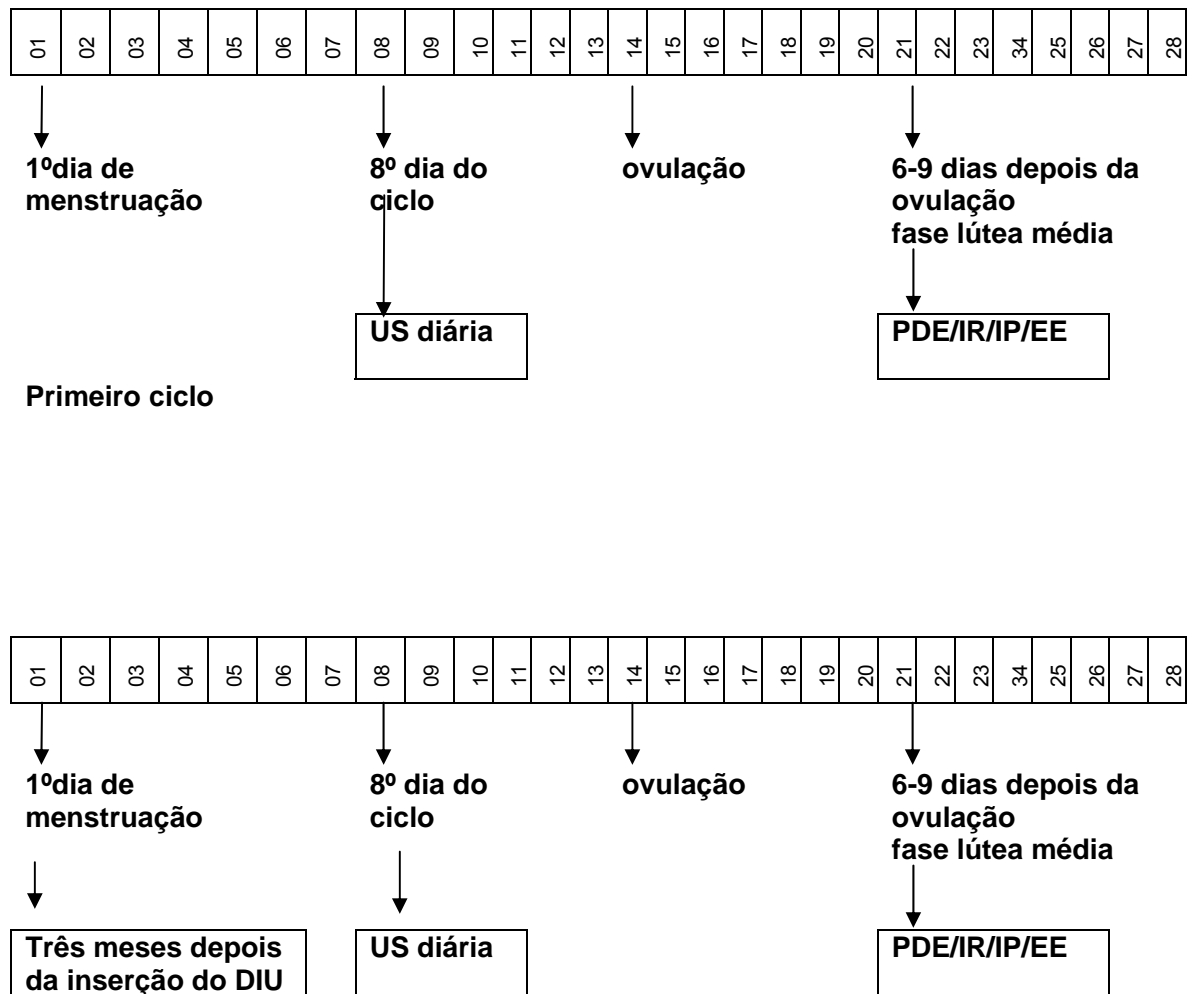 01 02 03 04 05 06 07 08 09 10 11 12 13 14 15 16 17 18 19 20 21 22 23 34 25 26 27 28
1ºdia de menstruação
8º dia do ciclo
ovulação
6-9 dias depois da ovulação
fase lútea média
US diária
PDE/IR/IP/EE
Primeiro ciclo
01 02 03 04 05 06 07 08 09 10 11 12 13 14 15 16 17 18 19 20 21 22 23 34 25 26 27 28
1ºdia de menstruação
8º dia do ciclo
ovulação
6-9 dias depois da ovulação
fase lútea média
Três meses depois da inserção do DIU
US diária
PDE/IR/IP/EE